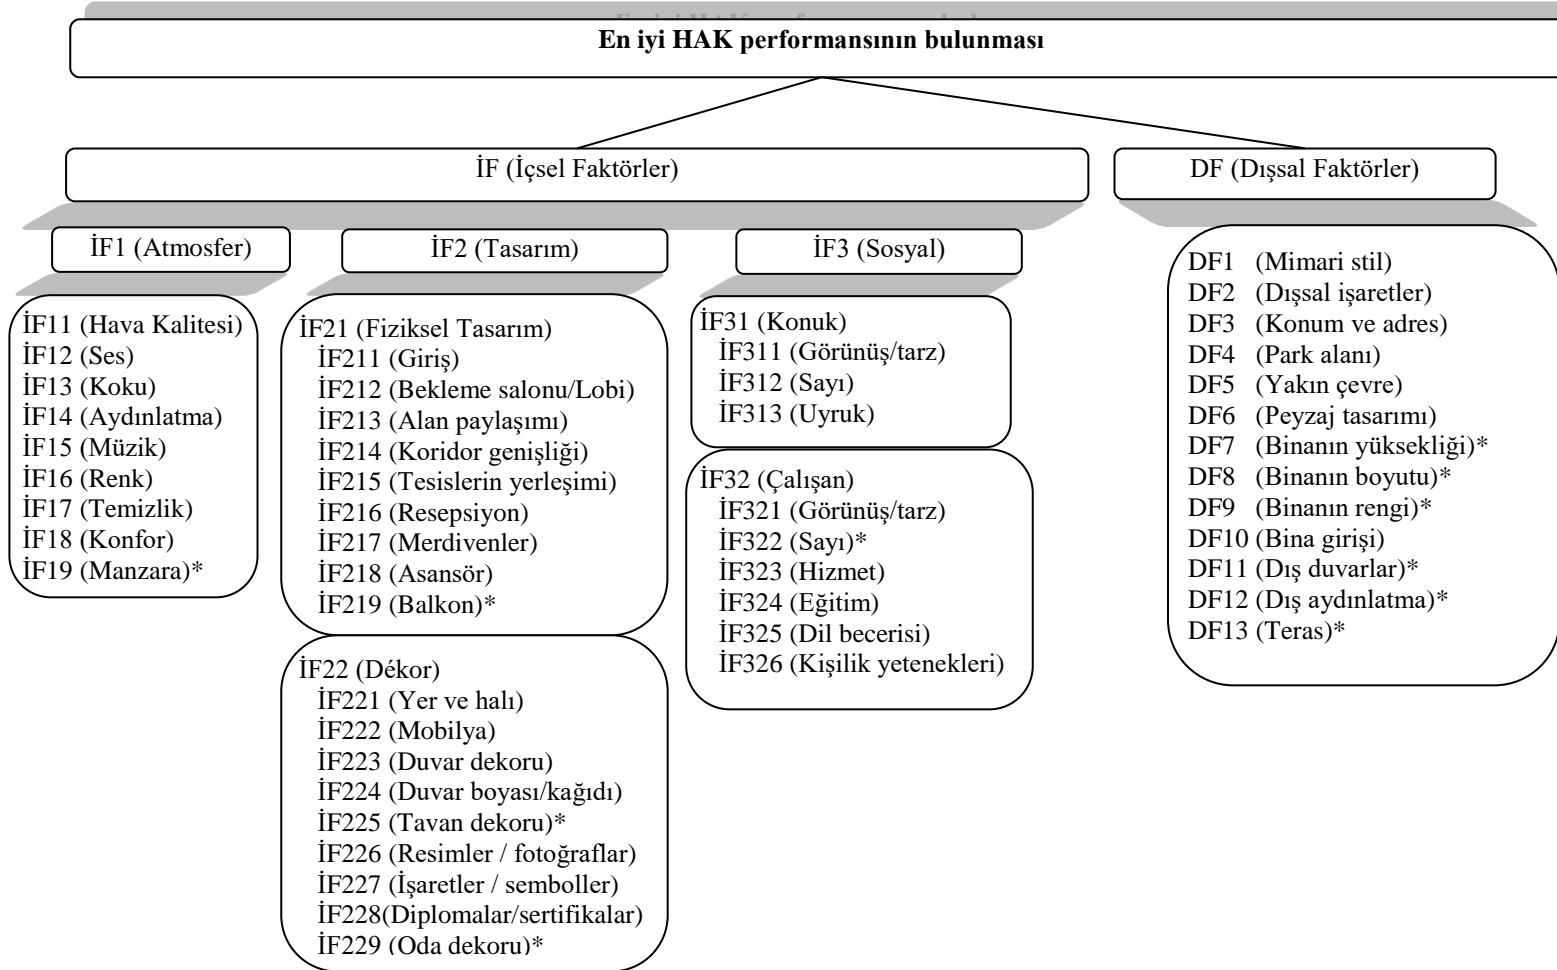 En iyi HAK performansının bulunması
İF (İçsel Faktörler)
DF (Dışsal Faktörler)
İF1 (Atmosfer)
İF2 (Tasarım)
İF3 (Sosyal)
İF11 (Hava Kalitesi)
İF12 (Ses)
İF13 (Koku)
İF14 (Aydınlatma)
İF15 (Müzik)
İF16 (Renk)
İF17 (Temizlik)
İF18 (Konfor)
İF19 (Manzara)*
İF21 (Fiziksel Tasarım)
İF211 (Giriş)
İF212 (Bekleme salonu/Lobi)
İF213 (Alan paylaşımı)
İF214 (Koridor genişliği)
İF215 (Tesislerin yerleşimi)
İF216 (Resepsiyon)
İF217 (Merdivenler)
İF218 (Asansör)
İF219 (Balkon)*
İF22 (Dékor)
İF221 (Yer ve halı)
İF222 (Mobilya)
İF223 (Duvar dekoru)
İF224 (Duvar boyası/kağıdı)
İF225 (Tavan dekoru)*
İF226 (Resimler / fotoğraflar)
İF227 (İşaretler / semboller)
İF228(Diplomalar/sertifikalar)
İF229 (Oda dekoru)*
İF31 (Konuk)
İF311 (Görünüş/tarz)
İF312 (Sayı)
İF313 (Uyruk)
İF32 (Çalışan)
İF321 (Görünüş/tarz)
İF322 (Sayı)*
İF323 (Hizmet)
İF324 (Eğitim)
İF325 (Dil becerisi)
İF326 (Kişilik yetenekleri)
DF1 (Mimari stil)
DF2 (Dışsal işaretler)
DF3 (Konum ve adres)
DF4 (Park alanı)
DF5 (Yakın çevre)
DF6 (Peyzaj tasarımı)
DF7 (Binanın yüksekliği)*
DF8 (Binanın boyutu)*
DF9 (Binanın rengi)*
DF10 (Bina girişi)
DF11 (Dış duvarlar)*
DF12 (Dış aydınlatma)*
DF13 (Teras)*